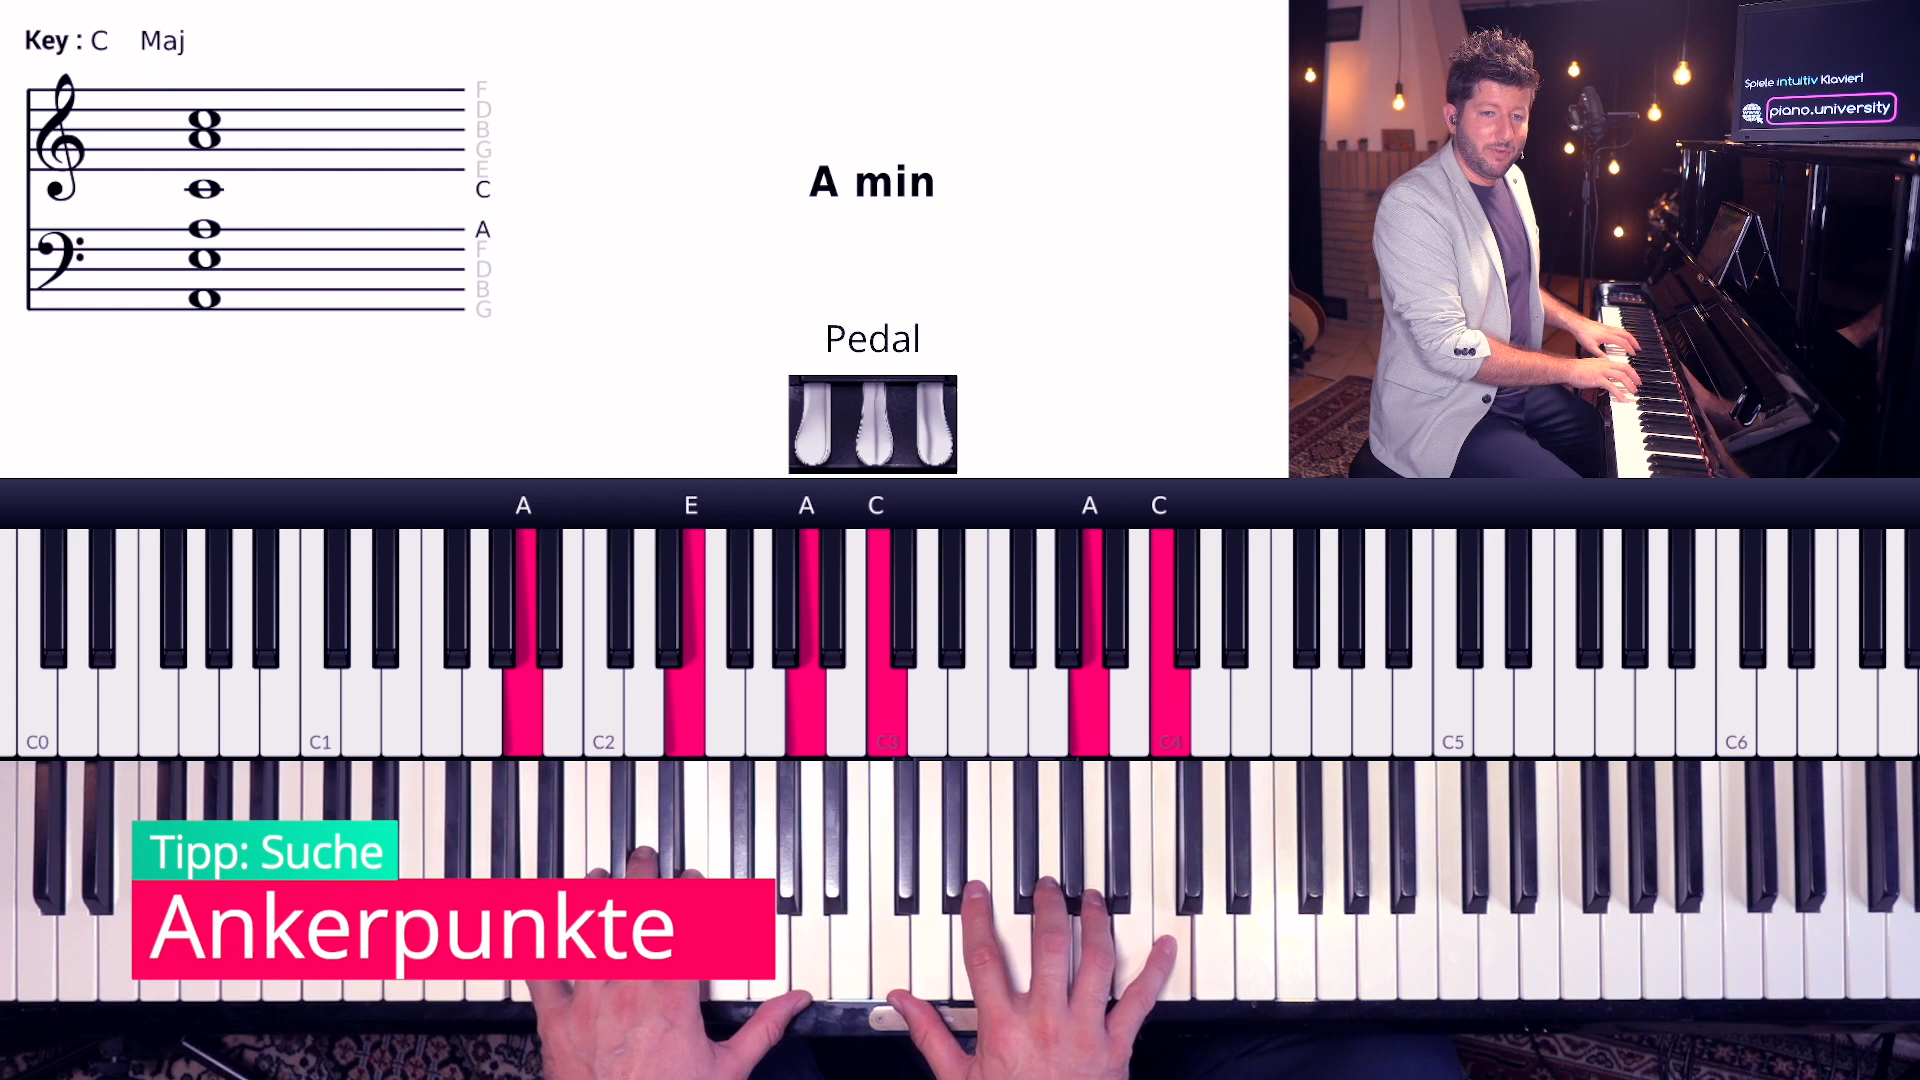 Key : C Maj
F
D
B
G
E
C
A
F
D
B
G
A min
Pedal
Spiele intuitiv Klavier!
piano.university
A E A C A C
C0 C1 C2 C3 C4 C5 C6
Tipp: Suche
Ankerpunkte